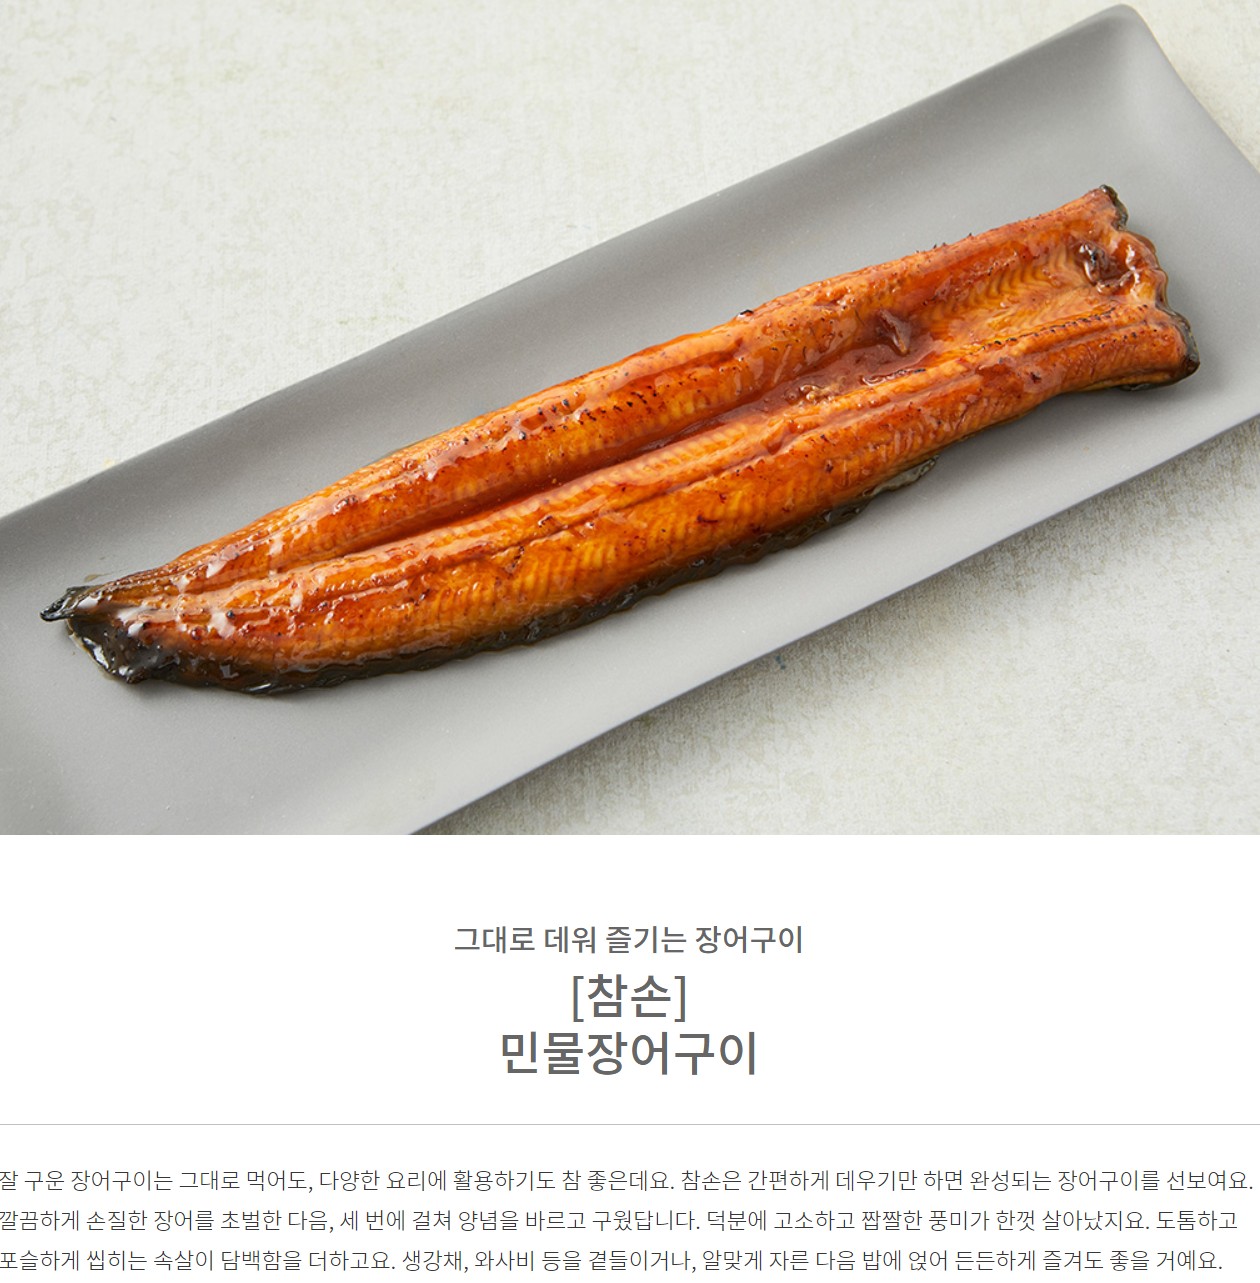 그대로 데워 즐기는 장어구이
[참손]
민물장어구이
잘 구운 장어구이는 그대로 먹어도, 다양한 요리에 활용하기도 참 좋은데요. 참손은 간편하게 데우기만 하면 완성되는 장어구이를 선보여요.
깔끔하게 손질한 장어를 초벌한 다음, 세 번에 걸쳐 양념을 바르고 구웠답니다. 덕분에 고소하고 짭짤한 풍미가 한껏 살아났지요. 도톰하고
포슬하게 씹히는 속살이 담백함을 더하고요. 생강채, 와사비 등을 곁들이거나, 알맞게 자른 다음 밥에 얹어 든든하게 즐겨도 좋을 거예요.